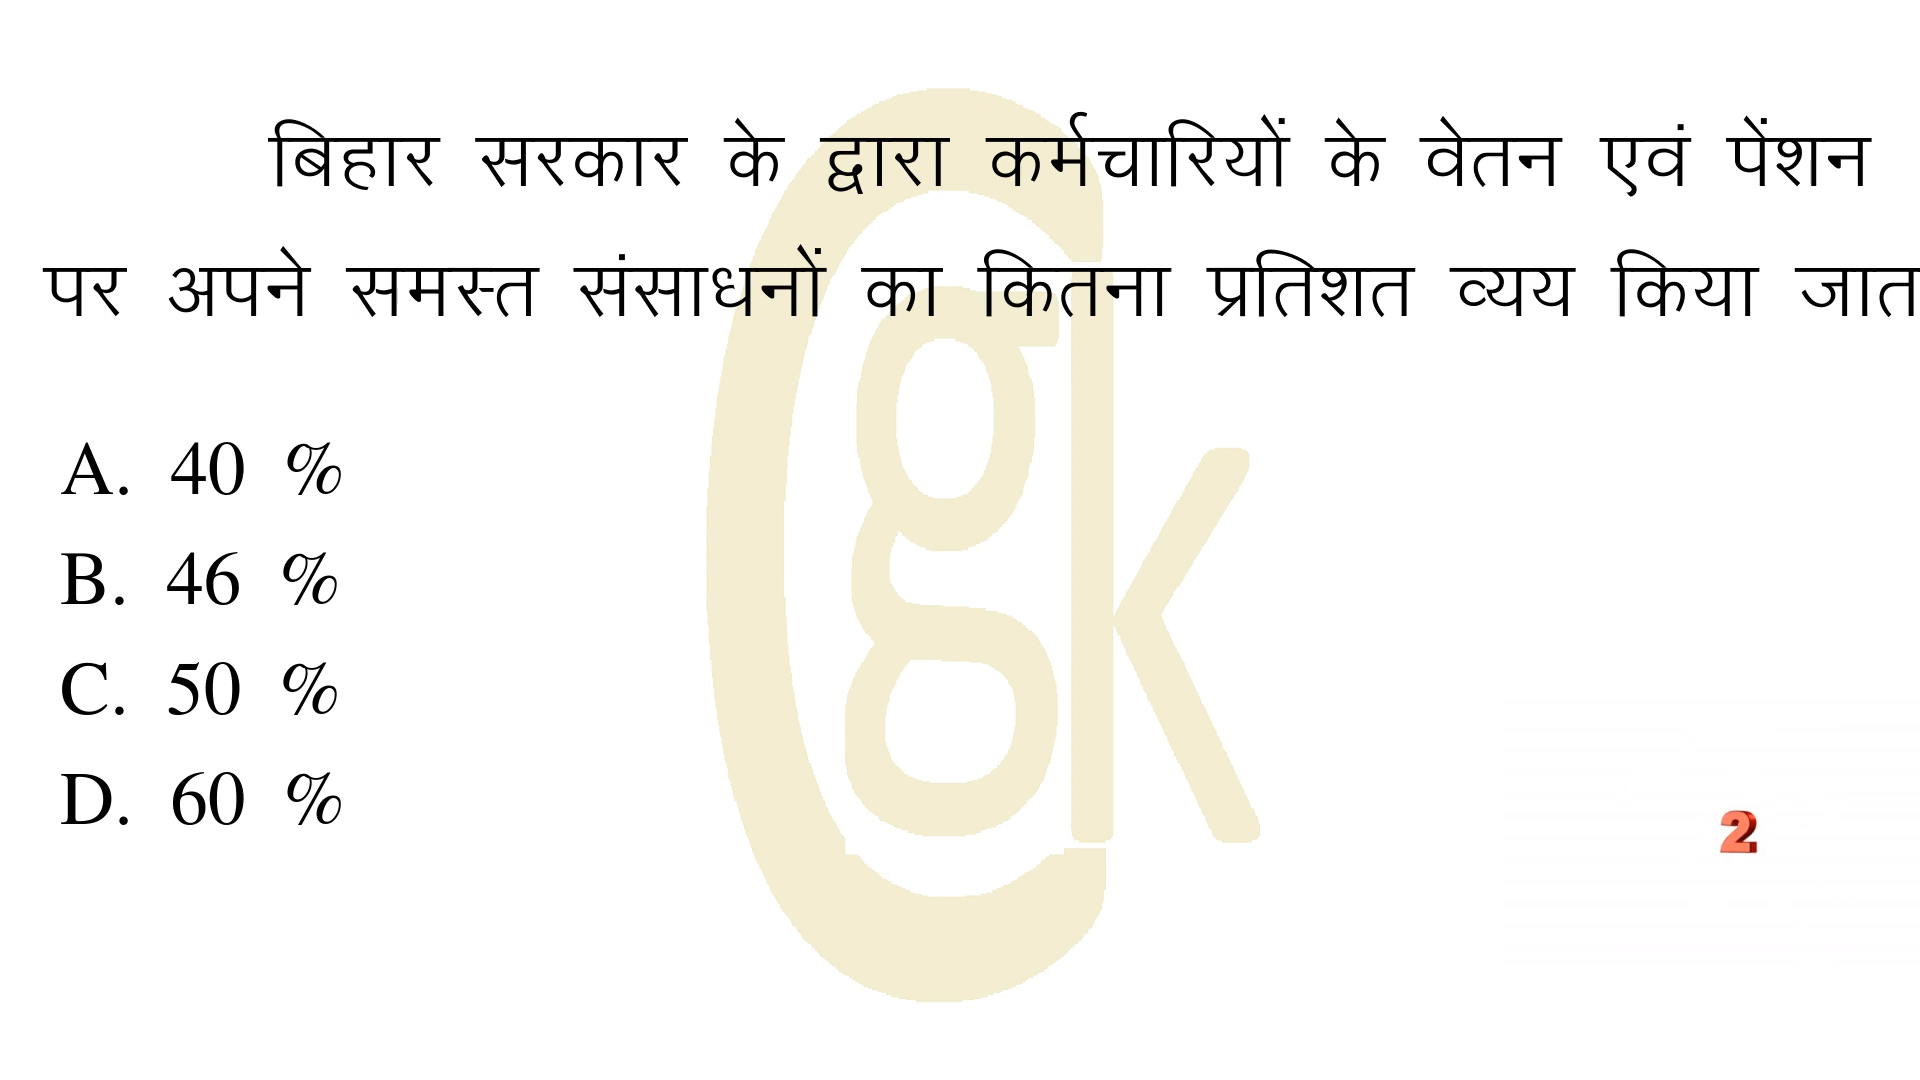 बिहार सरकार के द्वारा कर्मचारियों के वेतन एवं पेंशन
पर अपने समस्त संसाधनों का कितना प्रतिशत व्यय किया जात
A. 40 %
B. 46 %
C. 50 %
D. 60 %
2
Cgk